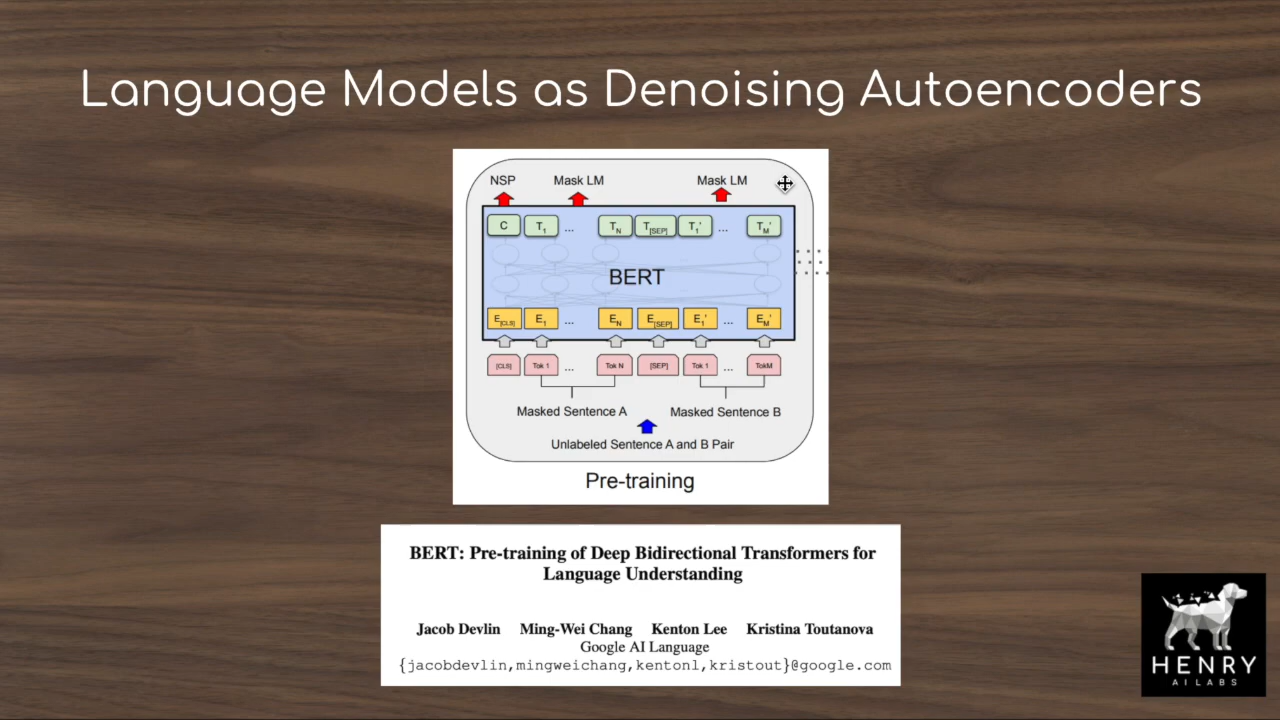 Language Models as Denoising Autoencoders
NSP Mask LM Mask LM
C T1 ... TN T[SEP] T1' ... TM'
BERT
E[CLS] E1 ... EN E[SEP] E1' ... EM'
[CLS] Tok 1 ... Tok N [SEP] Tok 1 ... TokM
Masked Sentence A Masked Sentence B
Unlabeled Sentence A and B Pair
Pre-training
BERT: Pre-training of Deep Bidirectional Transformers for
Language Understanding
Jacob Devlin Ming-Wei Chang Kenton Lee Kristina Toutanova
Google AI Language
{jacobdevlin,mingweichang,kentonl,kristout}@google.com
HENRY
AI LABS